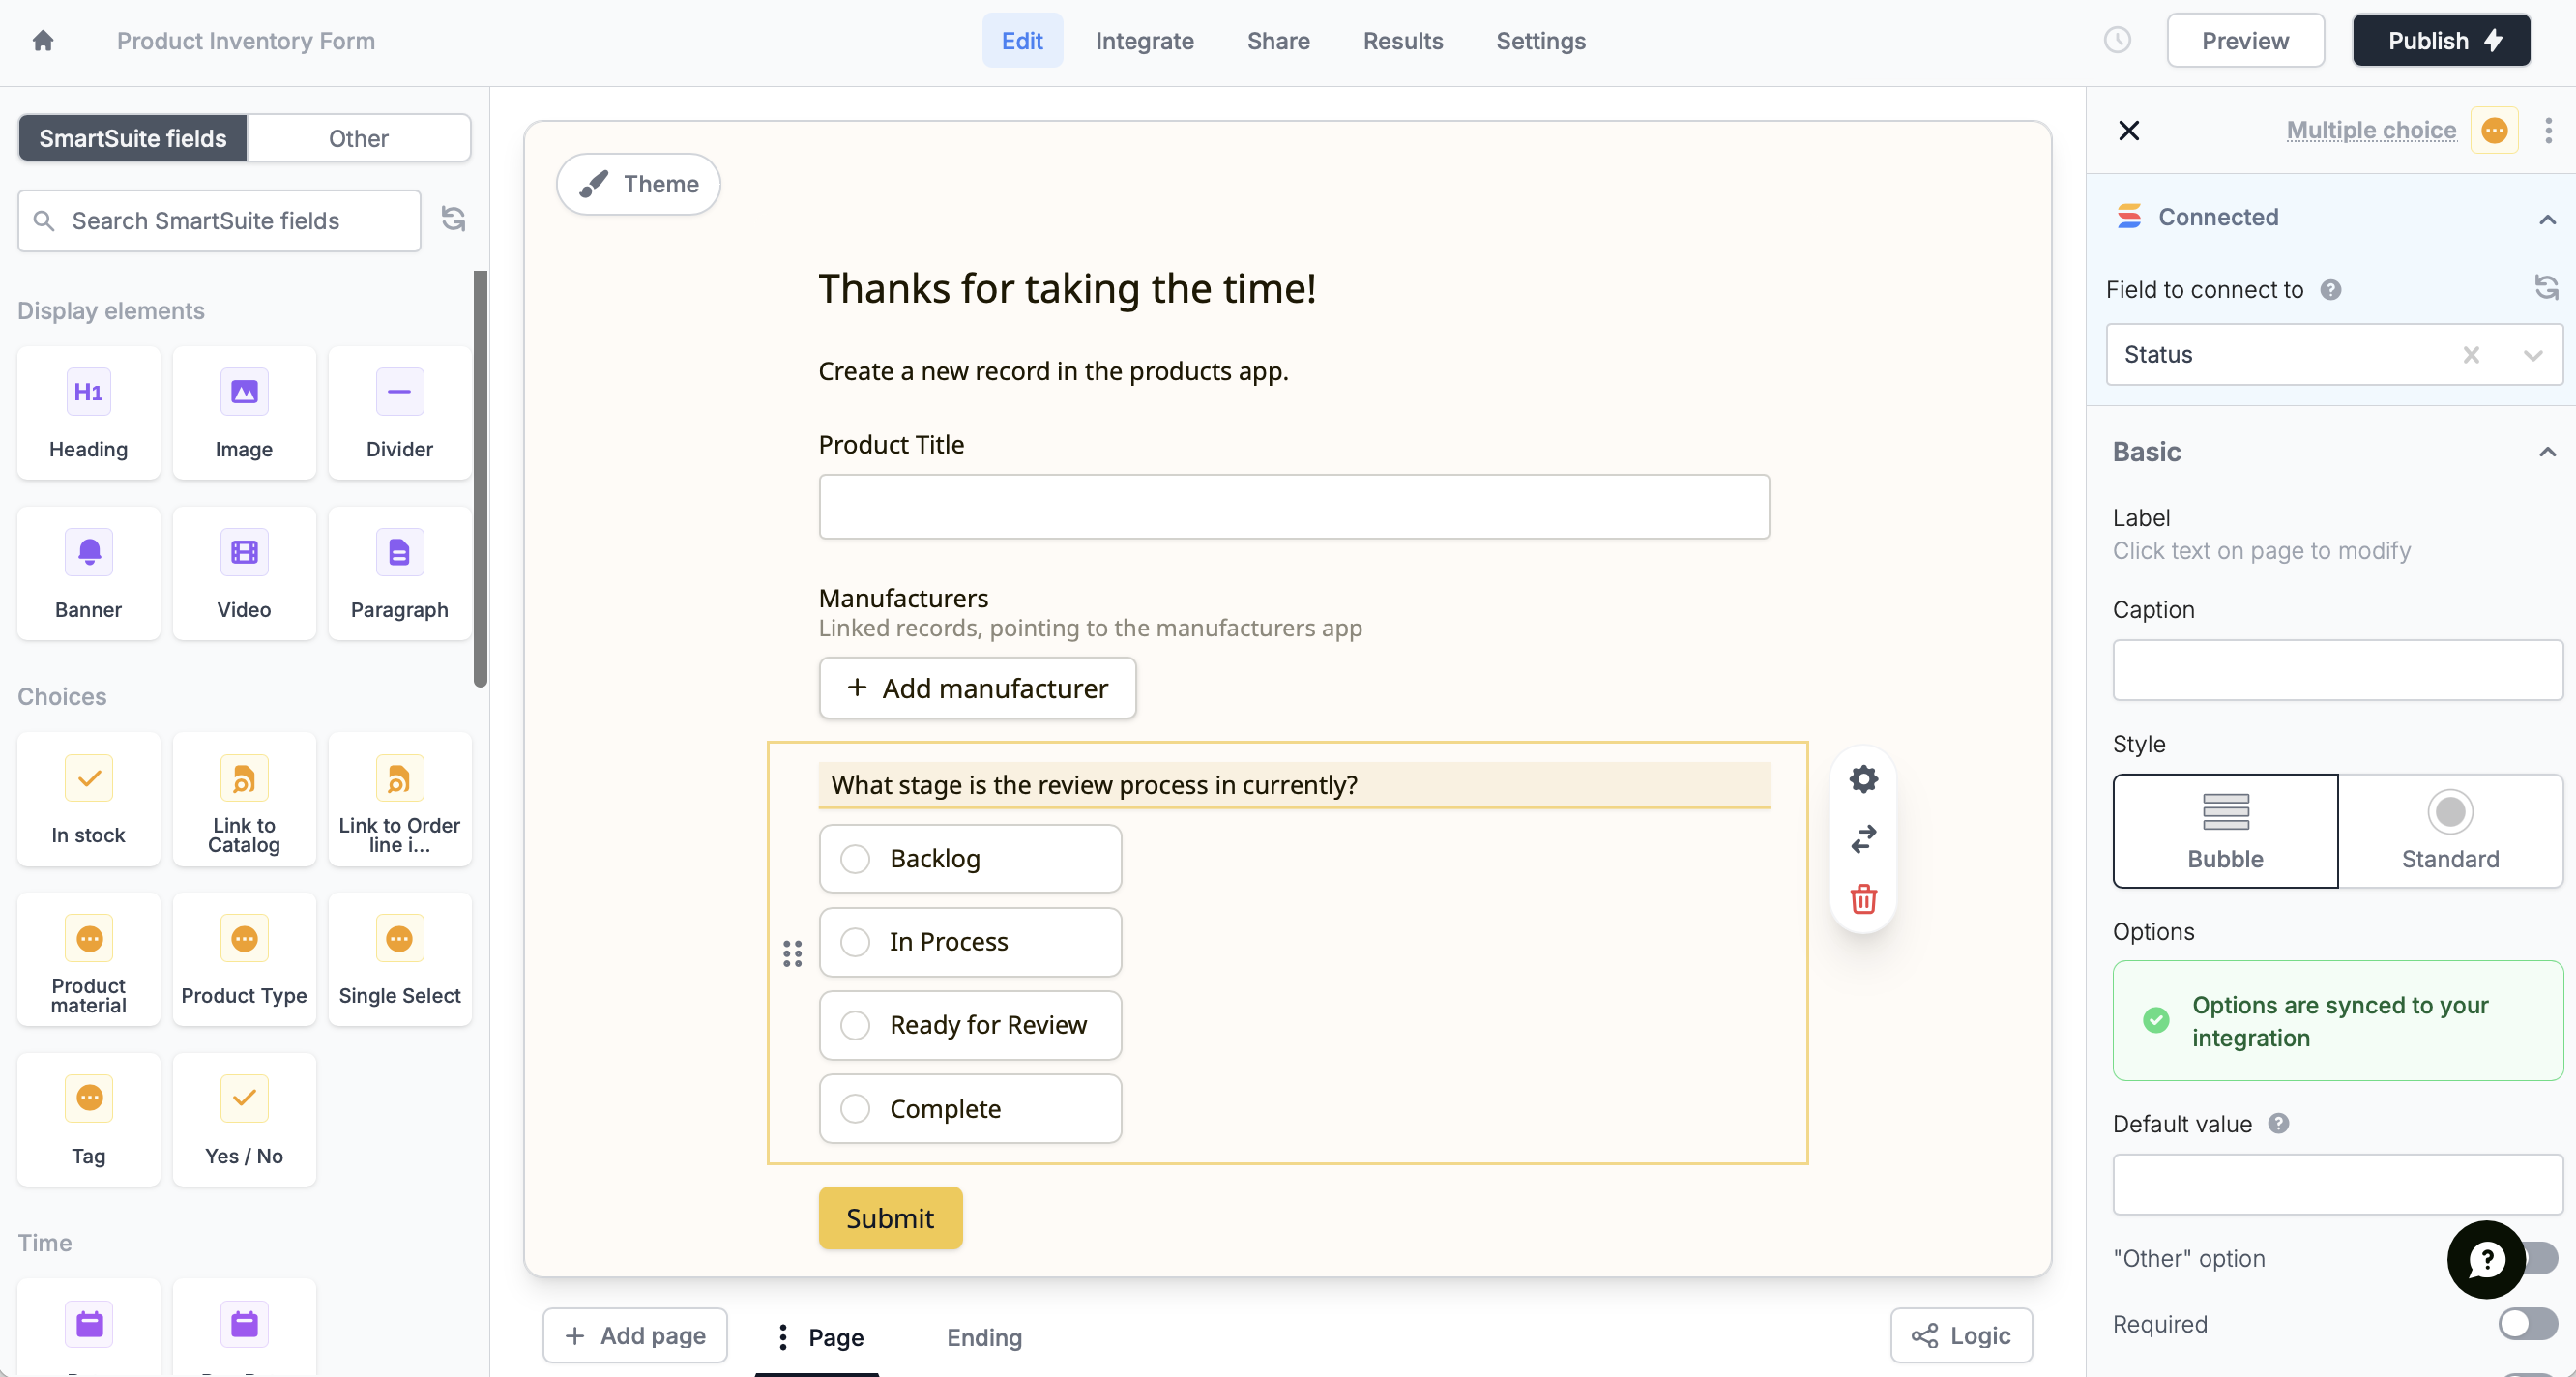 Product Inventory Form
Edit
Integrate
Share
Results
Settings
Preview
Publish
SmartSuite fields
Other
Search SmartSuite fields
Display elements
H1
Heading
Image
Divider
Banner
Video
Paragraph
Choices
In stock
Link to
Catalog
Link to Order
line i...
Product
material
Product Type
Single Select
Tag
Yes / No
Time
Theme
Thanks for taking the time!
Create a new record in the products app.
Product Title
Manufacturers
Linked records, pointing to the manufacturers app
+ Add manufacturer
What stage is the review process in currently?
Backlog
In Process
Ready for Review
Complete
Submit
+ Add page
Page
Ending
Logic
Multiple choice
Connected
Field to connect to
Status
Basic
Label
Click text on page to modify
Caption
Style
Bubble
Standard
Options
Options are synced to your
integration
Default value
"Other" option
Required